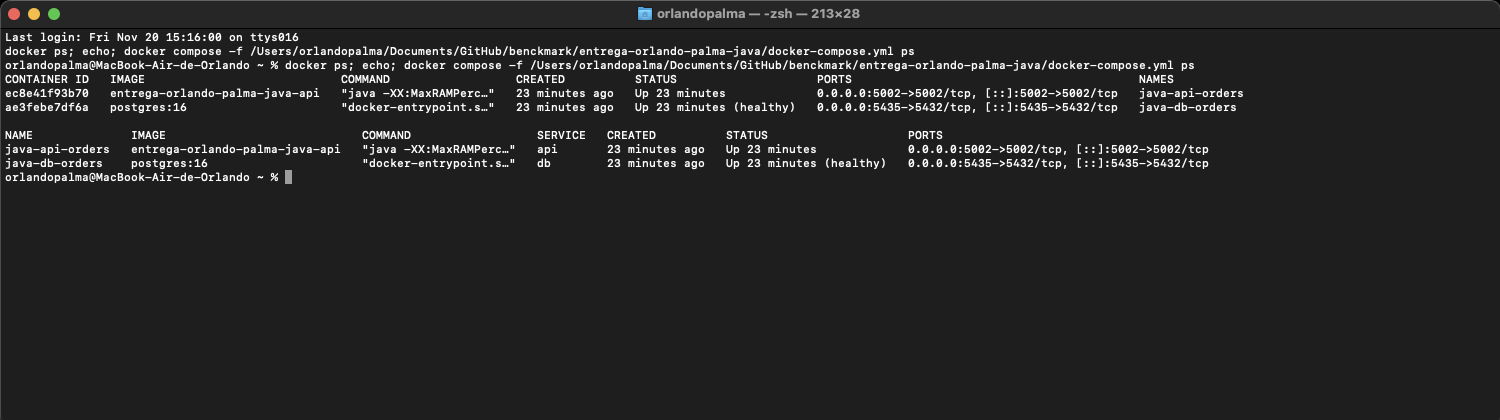 orlandopalma — -zsh — 213×28
Last login: Fri Nov 20 15:16:00 on ttys016
docker ps; echo; docker compose -f /Users/orlandopalma/Documents/GitHub/benckmark/entrega-orlando-palma-java/docker-compose.yml ps
orlandopalma@MacBook-Air-de-Orlando ~ % docker ps; echo; docker compose -f /Users/orlandopalma/Documents/GitHub/benckmark/entrega-orlando-palma-java/docker-compose.yml ps
CONTAINER ID   IMAGE                           COMMAND                  CREATED          STATUS                    PORTS                                         NAMES
ec8e41f93b70   entrega-orlando-palma-java-api   "java -XX:MaxRAMPerc…"   23 minutes ago   Up 23 minutes             0.0.0.0:5002->5002/tcp, [::]:5002->5002/tcp   java-api-orders
ae3febe7df6a   postgres:16                      "docker-entrypoint.s…"   23 minutes ago   Up 23 minutes (healthy)   0.0.0.0:5435->5432/tcp, [::]:5435->5432/tcp   java-db-orders
NAME              IMAGE                            COMMAND                  SERVICE   CREATED          STATUS                    PORTS
java-api-orders   entrega-orlando-palma-java-api   "java -XX:MaxRAMPerc…"   api       23 minutes ago   Up 23 minutes             0.0.0.0:5002->5002/tcp, [::]:5002->5002/tcp
java-db-orders    postgres:16                      "docker-entrypoint.s…"   db        23 minutes ago   Up 23 minutes (healthy)   0.0.0.0:5435->5432/tcp, [::]:5435->5432/tcp
orlandopalma@MacBook-Air-de-Orlando ~ %